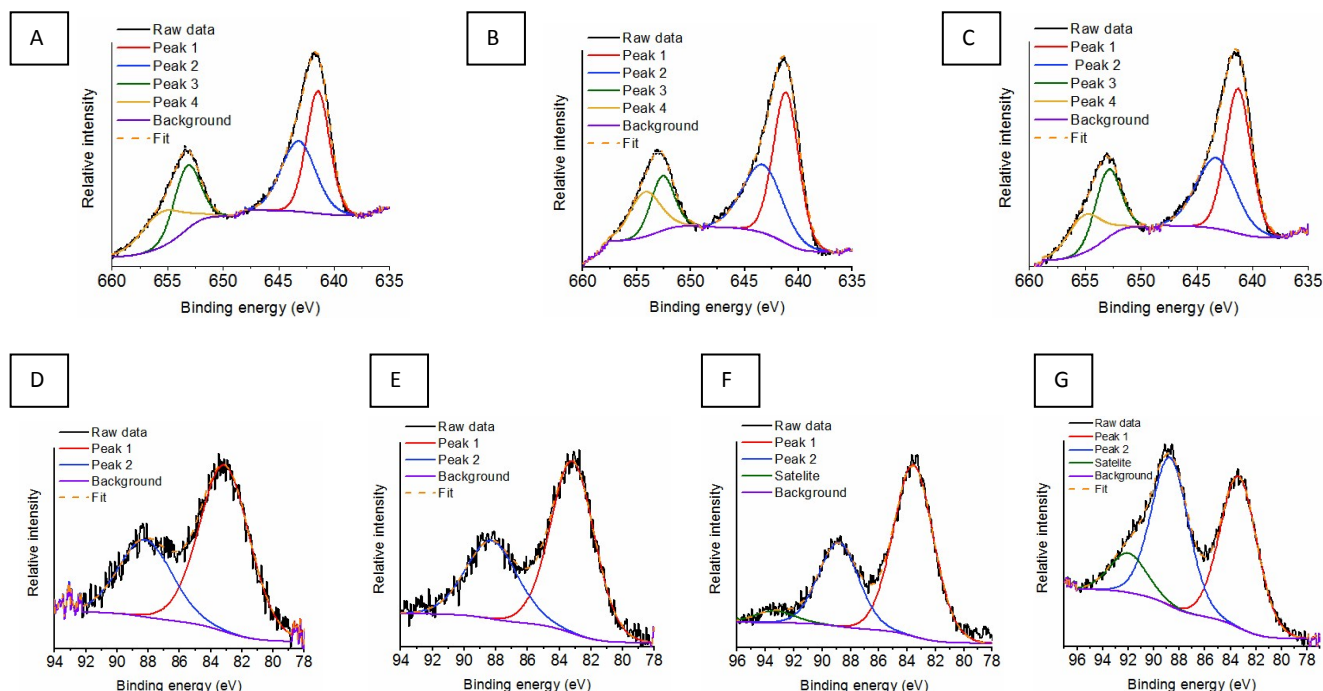 A
Raw data
Peak 1
Peak 2
Peak 3
Peak 4
Background
Fit
Relative intensity
660 655 650 645 640 635
Binding energy (eV)
B
Raw data
Peak 1
Peak 2
Peak 3
Peak 4
Background
Fit
Relative intensity
660 655 650 645 640 635
Binding energy (eV)
C
Raw data
Peak 1
Peak 2
Peak 3
Peak 4
Background
Fit
Relative intensity
660 655 650 645 640 635
Binding energy (eV)
D
Raw data
Peak 1
Peak 2
Background
Fit
Relative intensity
94 92 90 88 86 84 82 80 78
Binding energy (eV)
E
Raw data
Peak 1
Peak 2
Background
Fit
Relative intensity
94 92 90 88 86 84 82 80 78
Binding energy (eV)
F
Raw data
Peak 1
Peak 2
Satelite
Background
Relative intensity
96 94 92 90 88 86 84 82 80 78
Binding energy (eV)
G
Raw data
Peak 1
Peak 2
Satelite
Background
Fit
Relative intensity
96 92 88 84 80
Binding energy (eV)